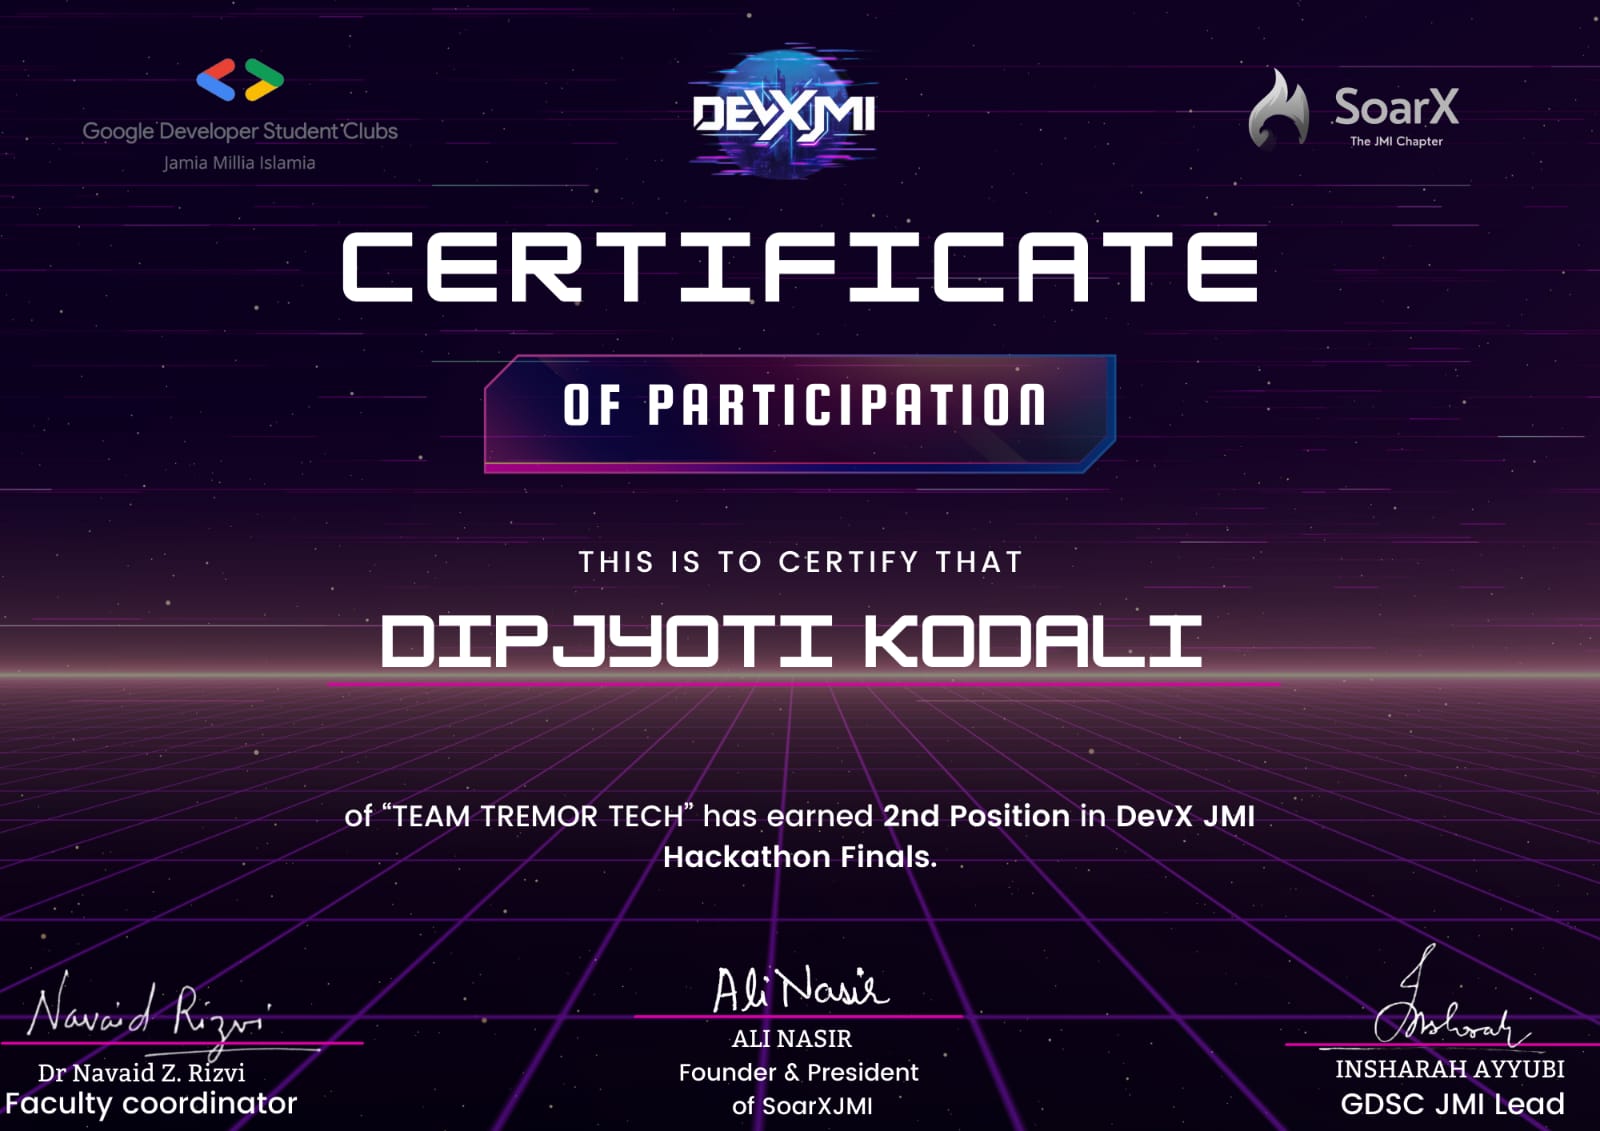 Google Developer Student Clubs
Jamia Millia Islamia
DEVXJMI
SoarX
The JMI Chapter
CERTIFICATE
OF PARTICIPATION
THIS IS TO CERTIFY THAT
DIPJYOTI KODALI
of “TEAM TREMOR TECH” has earned 2nd Position in DevX JMI
Hackathon Finals.
Navaid Rizvi
Dr Navaid Z. Rizvi
Faculty coordinator
Ali Nasir
ALI NASIR
Founder & President
of SoarXJMI
Insharah
INSHARAH AYYUBI
GDSC JMI Lead